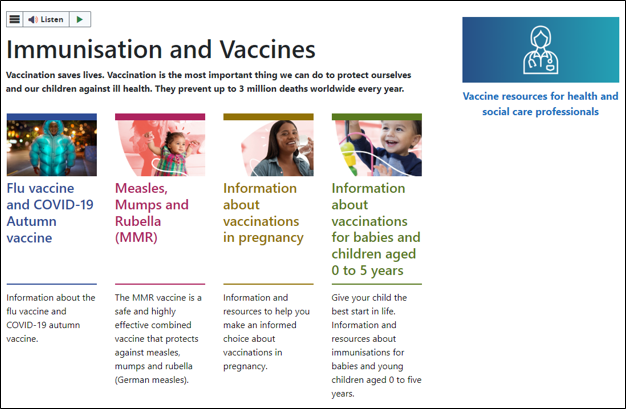 Listen
Immunisation and Vaccines
Vaccination saves lives. Vaccination is the most important thing we can do to protect ourselves
and our children against ill health. They prevent up to 3 million deaths worldwide every year.
Vaccine resources for health and
social care professionals
Flu vaccine
and COVID-19
Autumn
vaccine
Information about the
flu vaccine and
COVID-19 autumn
vaccine.
Measles,
Mumps and
Rubella
(MMR)
The MMR vaccine is a
safe and highly
effective combined
vaccine that protects
against measles,
mumps and rubella
(German measles).
Information
about
vaccinations
in pregnancy
Information and
resources to help you
make an informed
choice about
vaccinations in
pregnancy.
Information
about
vaccinations
for babies and
children aged
0 to 5 years
Give your child the
best start in life.
Information and
resources about
immunisations for
babies and young
children aged 0 to five
years.